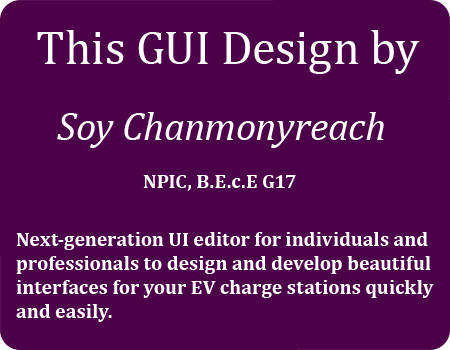 This GUI Design by
Soy Chanmonyreach
NPIC, B.E.c.E G17
Next-generation UI editor for individuals and
professionals to design and develop beautiful
interfaces for your EV charge stations quickly
and easily.